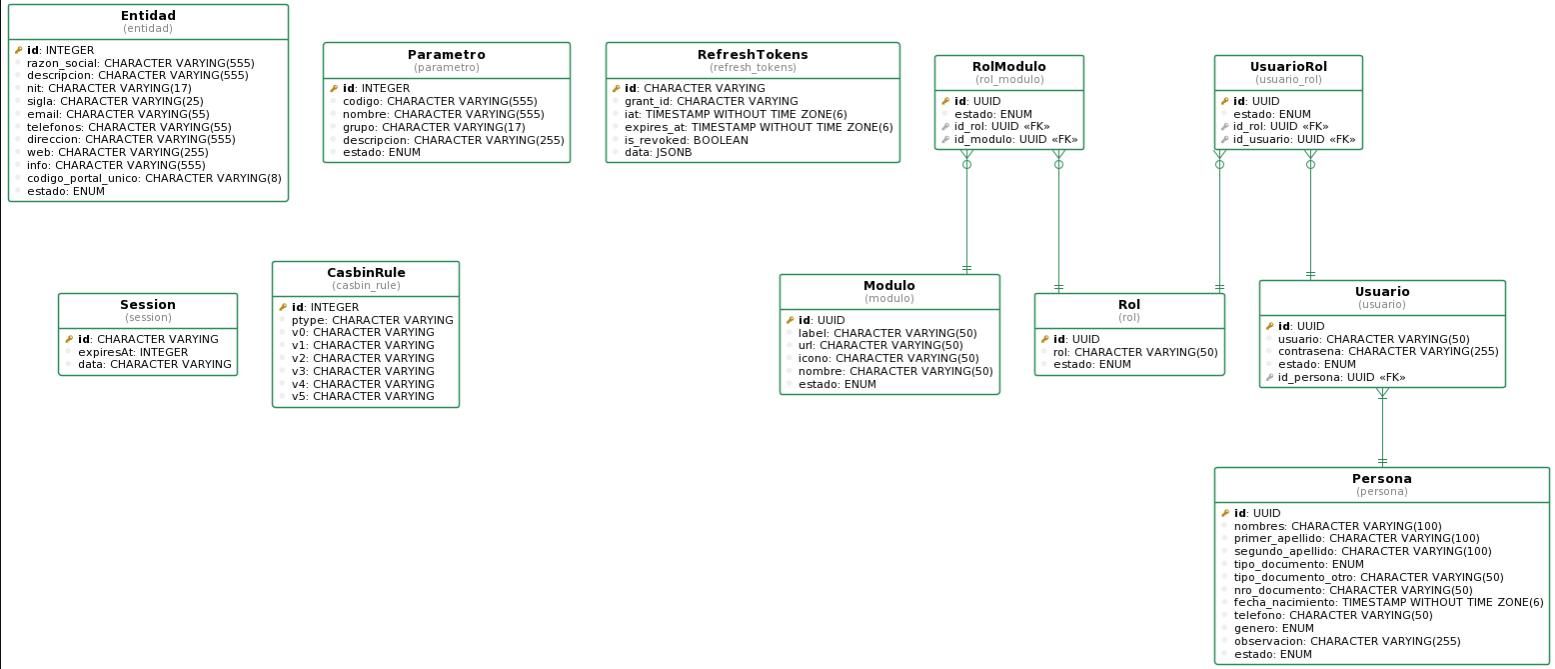 Entidad
(entidad)
id: INTEGER
razon_social: CHARACTER VARYING(555)
descripcion: CHARACTER VARYING(555)
nit: CHARACTER VARYING(17)
sigla: CHARACTER VARYING(25)
email: CHARACTER VARYING(55)
telefonos: CHARACTER VARYING(55)
direccion: CHARACTER VARYING(555)
web: CHARACTER VARYING(255)
info: CHARACTER VARYING(555)
codigo_portal_unico: CHARACTER VARYING(8)
estado: ENUM
Parametro
(parametro)
id: INTEGER
codigo: CHARACTER VARYING(555)
nombre: CHARACTER VARYING(555)
grupo: CHARACTER VARYING(17)
descripcion: CHARACTER VARYING(255)
estado: ENUM
RefreshTokens
(refresh_tokens)
id: CHARACTER VARYING
grant_id: CHARACTER VARYING
iat: TIMESTAMP WITHOUT TIME ZONE(6)
expires_at: TIMESTAMP WITHOUT TIME ZONE(6)
is_revoked: BOOLEAN
data: JSONB
RolModulo
(rol_modulo)
id: UUID
estado: ENUM
id_rol: UUID «FK»
id_modulo: UUID «FK»
UsuarioRol
(usuario_rol)
id: UUID
estado: ENUM
id_rol: UUID «FK»
id_usuario: UUID «FK»
Session
(session)
id: CHARACTER VARYING
expiresAt: INTEGER
data: CHARACTER VARYING
CasbinRule
(casbin_rule)
id: INTEGER
ptype: CHARACTER VARYING
v0: CHARACTER VARYING
v1: CHARACTER VARYING
v2: CHARACTER VARYING
v3: CHARACTER VARYING
v4: CHARACTER VARYING
v5: CHARACTER VARYING
Modulo
(modulo)
id: UUID
label: CHARACTER VARYING(50)
url: CHARACTER VARYING(50)
icono: CHARACTER VARYING(50)
nombre: CHARACTER VARYING(50)
estado: ENUM
Rol
(rol)
id: UUID
rol: CHARACTER VARYING(50)
estado: ENUM
Usuario
(usuario)
id: UUID
usuario: CHARACTER VARYING(50)
contrasena: CHARACTER VARYING(255)
estado: ENUM
id_persona: UUID «FK»
Persona
(persona)
id: UUID
nombres: CHARACTER VARYING(100)
primer_apellido: CHARACTER VARYING(100)
segundo_apellido: CHARACTER VARYING(100)
tipo_documento: ENUM
tipo_documento_otro: CHARACTER VARYING(50)
nro_documento: CHARACTER VARYING(50)
fecha_nacimiento: TIMESTAMP WITHOUT TIME ZONE(6)
telefono: CHARACTER VARYING(50)
genero: ENUM
observacion: CHARACTER VARYING(255)
estado: ENUM